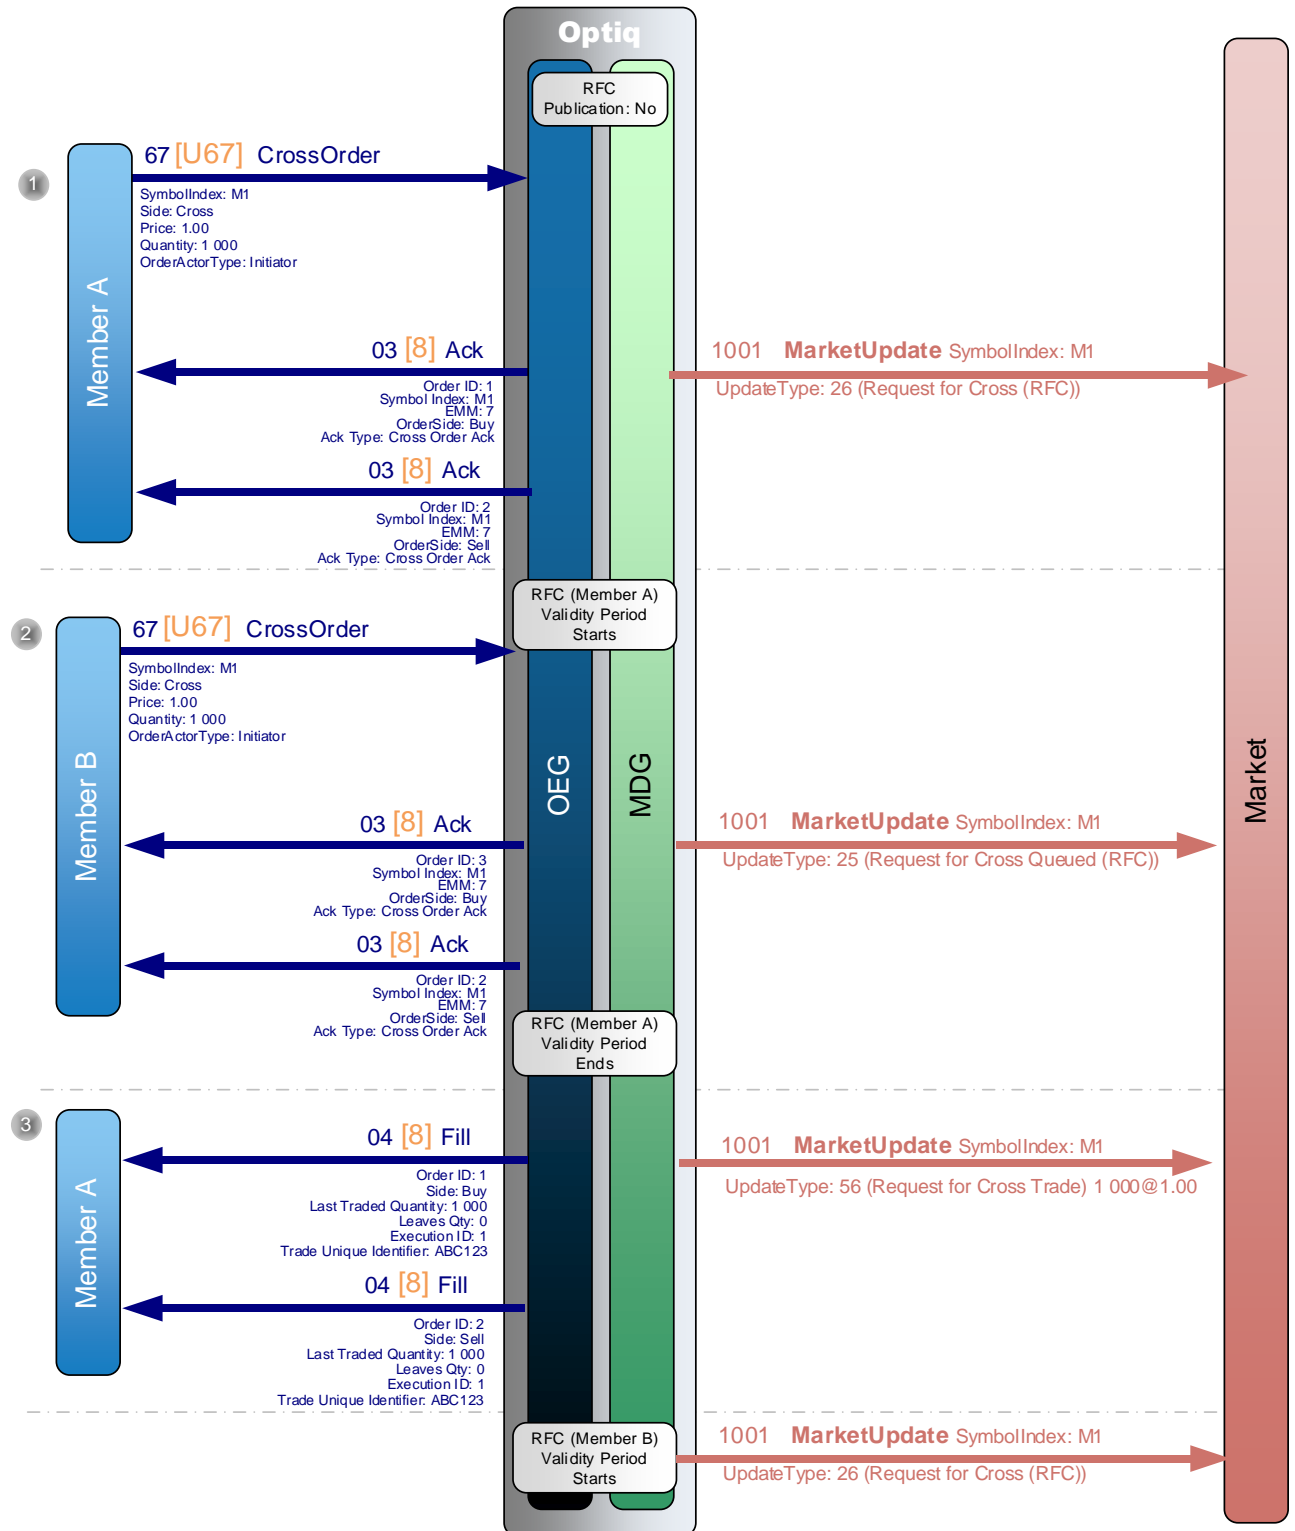 Optiq
RFC
Publication: No
1
67 [U67] CrossOrder
SymbolIndex: M1
Side: Cross
Price: 1.00
Quantity: 1 000
OrderActorType: Initiator
Member A
03 [8] Ack
Order ID: 1
Symbol Index: M1
EMM: 7
OrderSide: Buy
Ack Type: Cross Order Ack
1001 MarketUpdate SymbolIndex: M1
UpdateType: 26 (Request for Cross (RFC))
03 [8] Ack
Order ID: 2
Symbol Index: M1
EMM: 7
OrderSide: Sell
Ack Type: Cross Order Ack
RFC (Member A)
Validity Period
Starts
2
67 [U67] CrossOrder
SymbolIndex: M1
Side: Cross
Price: 1.00
Quantity: 1 000
OrderActorType: Initiator
Member B
OEG
MDG
Market
03 [8] Ack
Order ID: 3
Symbol Index: M1
EMM: 7
OrderSide: Buy
Ack Type: Cross Order Ack
1001 MarketUpdate SymbolIndex: M1
UpdateType: 25 (Request for Cross Queued (RFC))
03 [8] Ack
Order ID: 2
Symbol Index: M1
EMM: 7
OrderSide: Sell
Ack Type: Cross Order Ack
RFC (Member A)
Validity Period
Ends
3
Member A
04 [8] Fill
Order ID: 1
Side: Buy
Last Traded Quantity: 1 000
Leaves Qty: 0
Execution ID: 1
Trade Unique Identifier: ABC123
1001 MarketUpdate SymbolIndex: M1
UpdateType: 56 (Request for Cross Trade) 1 000@1.00
04 [8] Fill
Order ID: 2
Side: Sell
Last Traded Quantity: 1 000
Leaves Qty: 0
Execution ID: 1
Trade Unique Identifier: ABC123
RFC (Member B)
Validity Period
Starts
1001 MarketUpdate SymbolIndex: M1
UpdateType: 26 (Request for Cross (RFC))